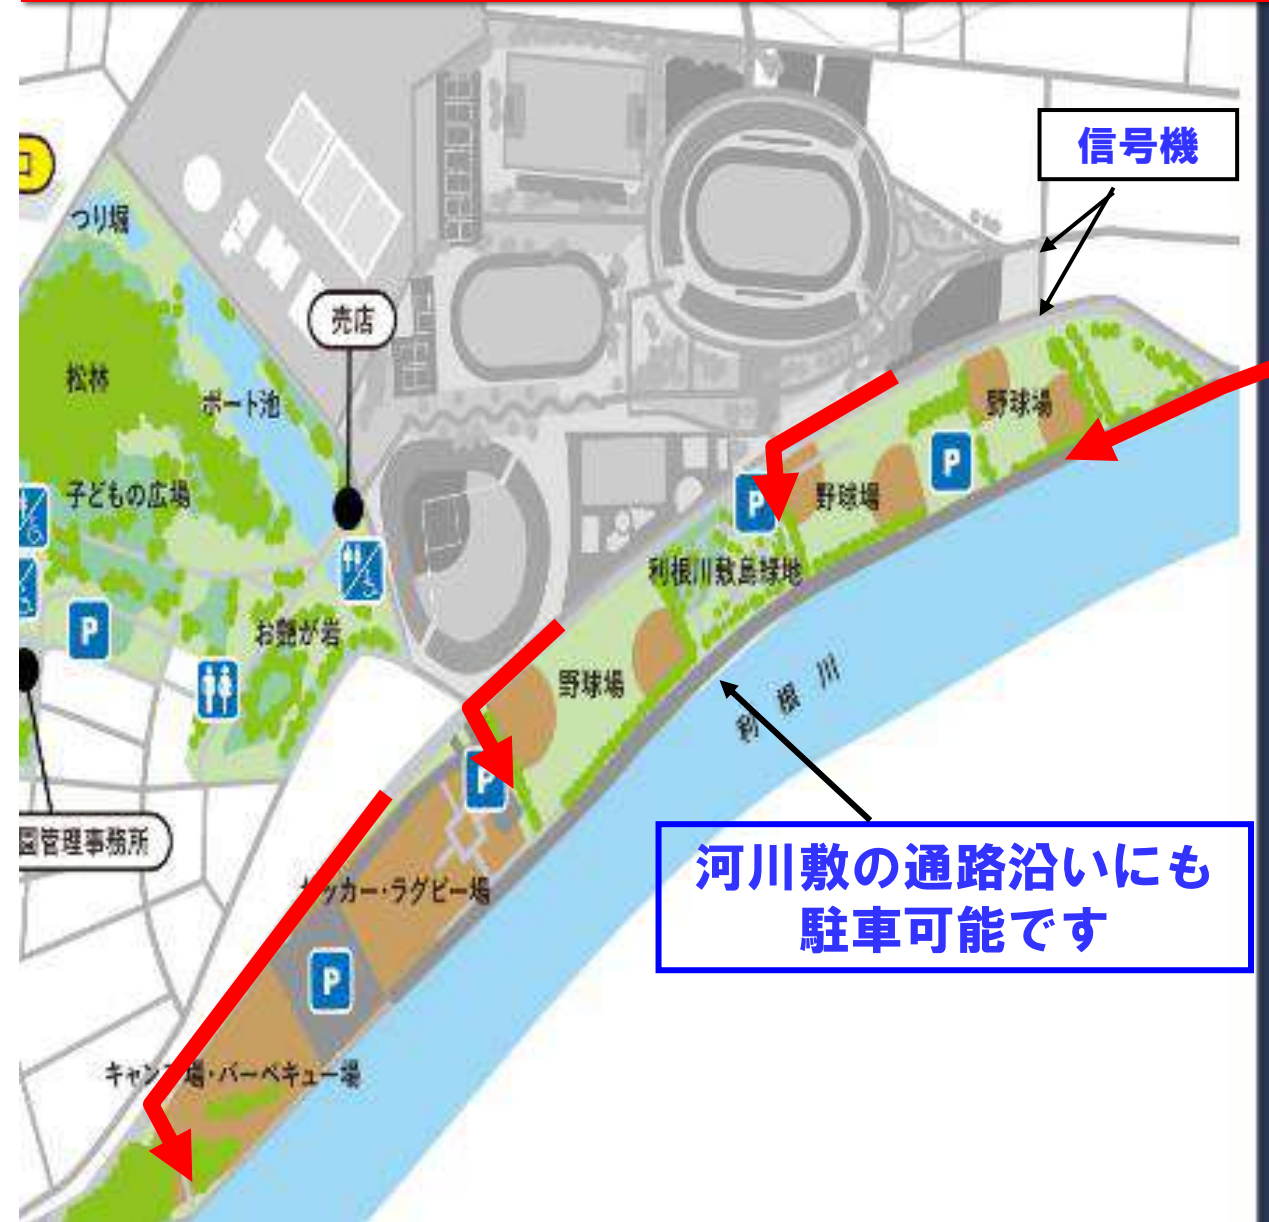 信号機
口
つり堀
売店
松林
ボート池
野球場
P
子どもの広場
P
野球場
利根川敷島緑地
P
お艶が岩
野球場
利根川
P
園管理事務所
河川敷の通路沿いにも
駐車可能です
サッカー・ラグビー場
P
キャンプ場・バーベキュー場